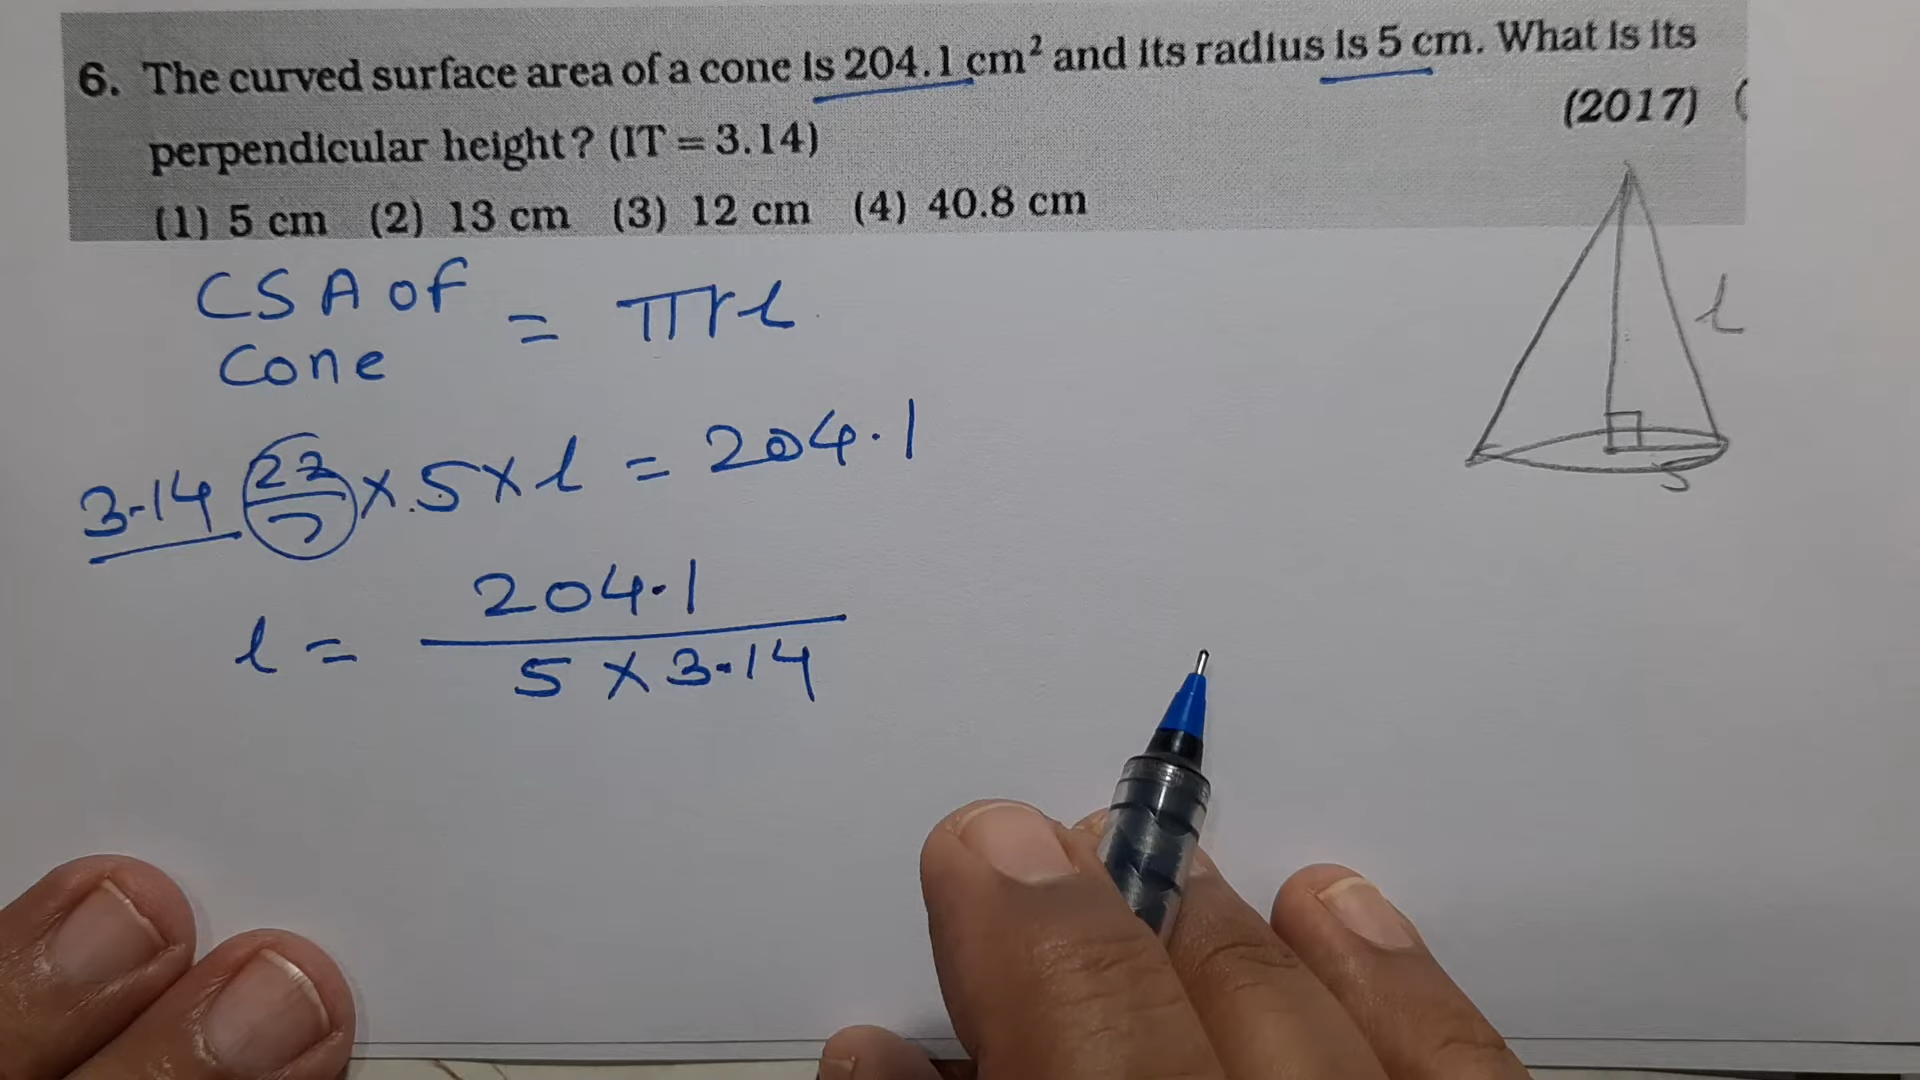 6. The curved surface area of a cone is 204.1 cm² and its radius is 5 cm. What is its
perpendicular height? (IT = 3.14) (2017)
(1) 5 cm (2) 13 cm (3) 12 cm (4) 40.8 cm
CSA of
Cone = πrl
3.14 22/7 × 5 × l = 204.1
l = 204.1
5 × 3.14
l
5